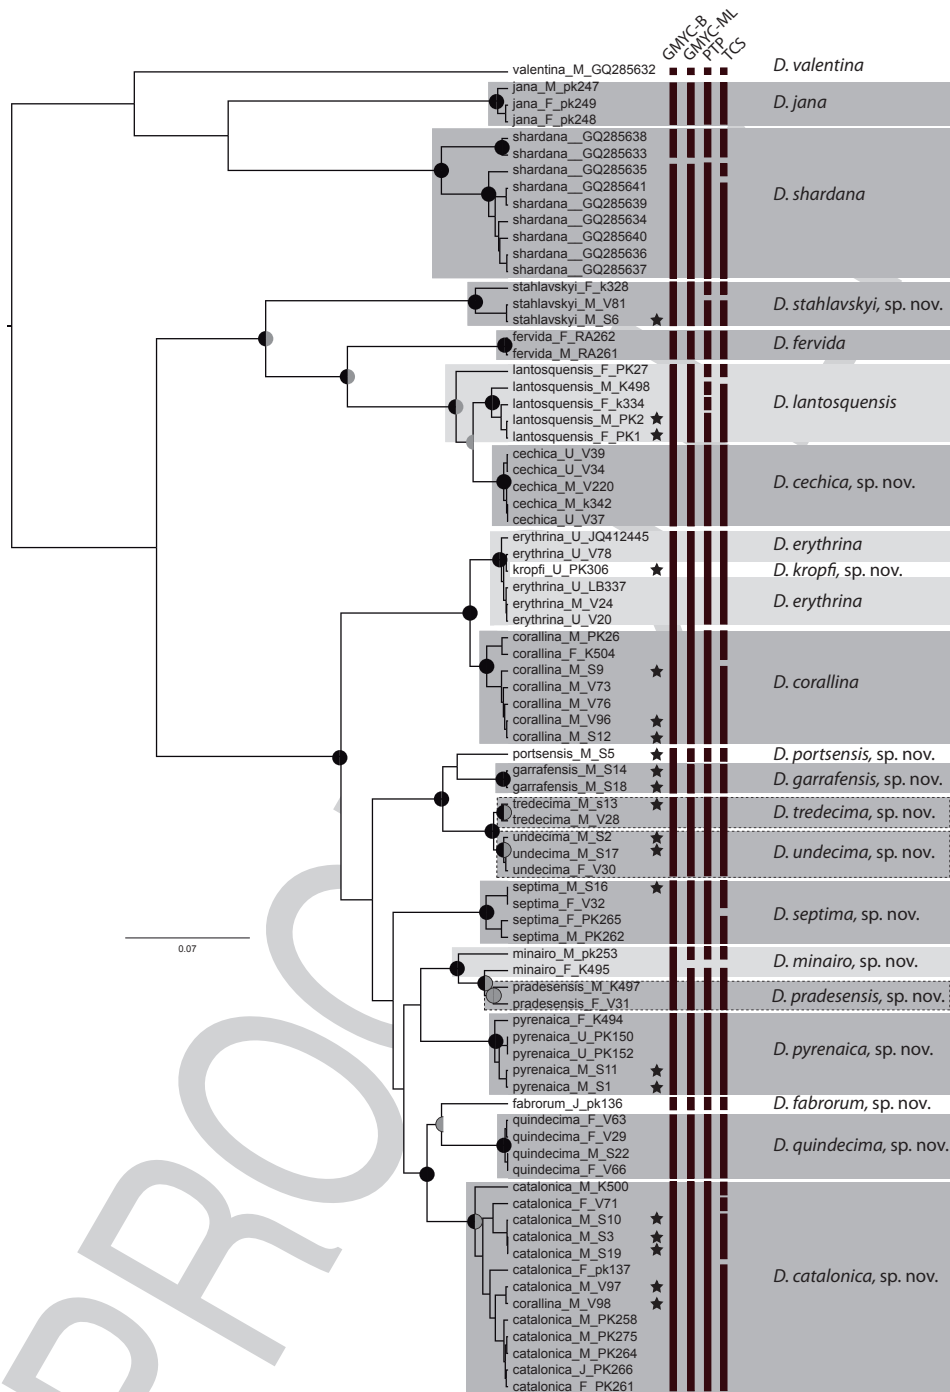 GMYC-B
GMYC-ML
PTP
TCS
valentina_M_GQ285632
D. valentina
jana_M_pk247
jana_F_pk249
D. jana
jana_F_pk248
shardana__GQ285638
shardana__GQ285633
shardana__GQ285635
shardana__GQ285641
D. shardana
shardana__GQ285639
shardana__GQ285634
shardana__GQ285640
shardana__GQ285636
shardana__GQ285637
stahlavskyi_F_k328
stahlavskyi_M_V81
D. stahlavskyi, sp. nov.
stahlavskyi_M_S6
fervida_F_RA262
D. fervida
fervida_M_RA261
lantosquensis_F_PK27
lantosquensis_M_K498
lantosquensis_F_k334
D. lantosquensis
lantosquensis_M_PK2
lantosquensis_F_PK1
cechica_U_V39
cechica_U_V34
cechica_M_V220
D. cechica, sp. nov.
cechica_M_k342
cechica_U_V37
erythrina_U_JQ412445
D. erythrina
erythrina_U_V78
kropfi_U_PK306
D. kropfi, sp. nov.
erythrina_U_LB337
erythrina_M_V24
D. erythrina
erythrina_U_V20
corallina_M_PK26
corallina_F_K504
corallina_M_S9
corallina_M_V73
D. corallina
corallina_M_V76
corallina_M_V96
corallina_M_S12
portsensis_M_S5
D. portsensis, sp. nov.
garrafensis_M_S14
D. garrafensis, sp. nov.
garrafensis_M_S18
tredecima_M_s13
D. tredecima, sp. nov.
tredecima_M_V28
undecima_M_S2
undecima_M_S17
D. undecima, sp. nov.
undecima_F_V30
septima_M_S16
septima_F_V32
D. septima, sp. nov.
septima_F_PK265
septima_M_PK262
0.07
minairo_M_pk253
D. minairo, sp. nov.
minairo_F_K495
pradesensis_M_K497
D. pradesensis, sp. nov.
pradesensis_F_V31
pyrenaica_F_K494
pyrenaica_U_PK150
D. pyrenaica, sp. nov.
pyrenaica_U_PK152
pyrenaica_M_S11
pyrenaica_M_S1
fabrorum_J_pk136
D. fabrorum, sp. nov.
quindecima_F_V63
quindecima_F_V29
D. quindecima, sp. nov.
quindecima_M_S22
quindecima_F_V66
catalonica_M_K500
catalonica_F_V71
catalonica_M_S10
catalonica_M_S3
catalonica_M_S19
catalonica_F_pk137
D. catalonica, sp. nov.
catalonica_M_V97
corallina_M_V98
catalonica_M_PK258
catalonica_M_PK275
catalonica_M_PK264
catalonica_J_PK266
catalonica_F_PK261
PROO